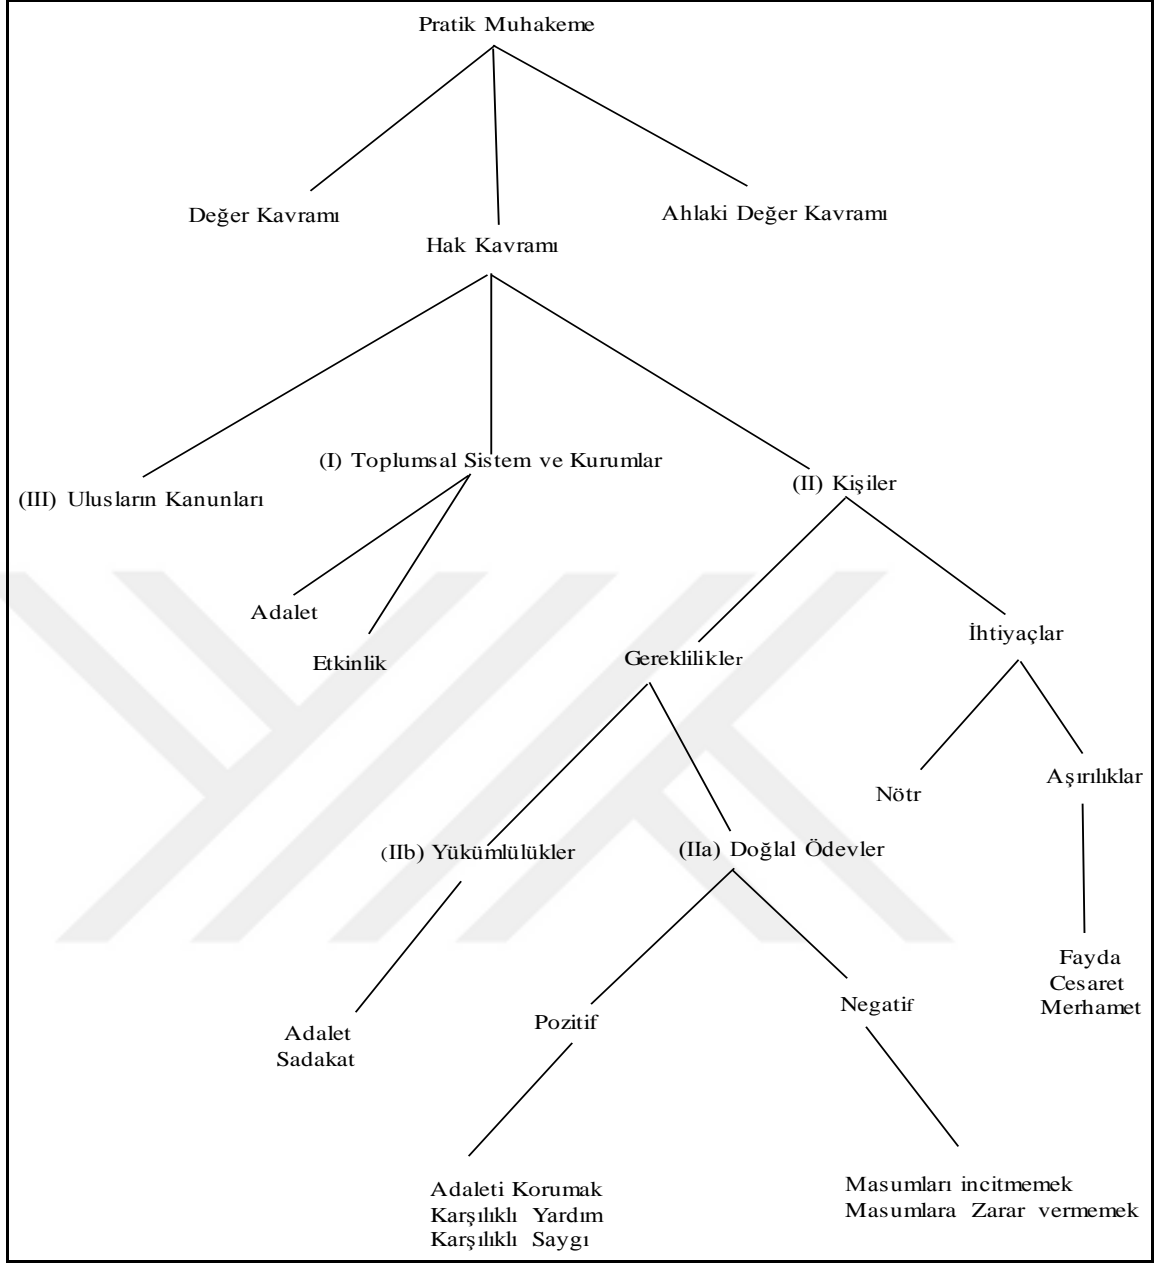 Pratik Muhakeme
Değer Kavramı
Ahlaki Değer Kavramı
Hak Kavramı
(I) Toplumsal Sistem ve Kurumlar
(II) Kişiler
(III) Ulusların Kanunları
Adalet
Etkinlik
Gereklilikler
İhtiyaçlar
Nötr
Aşırılıklar
(IIb) Yükümlülükler
(IIa) Doğlal Ödevler
Fayda
Cesaret
Merhamet
Adalet
Sadakat
Pozitif
Negatif
Adaleti Korumak
Karşılıklı Yardım
Karşılıklı Saygı
Masumları incitmemek
Masumlara Zarar vermemek